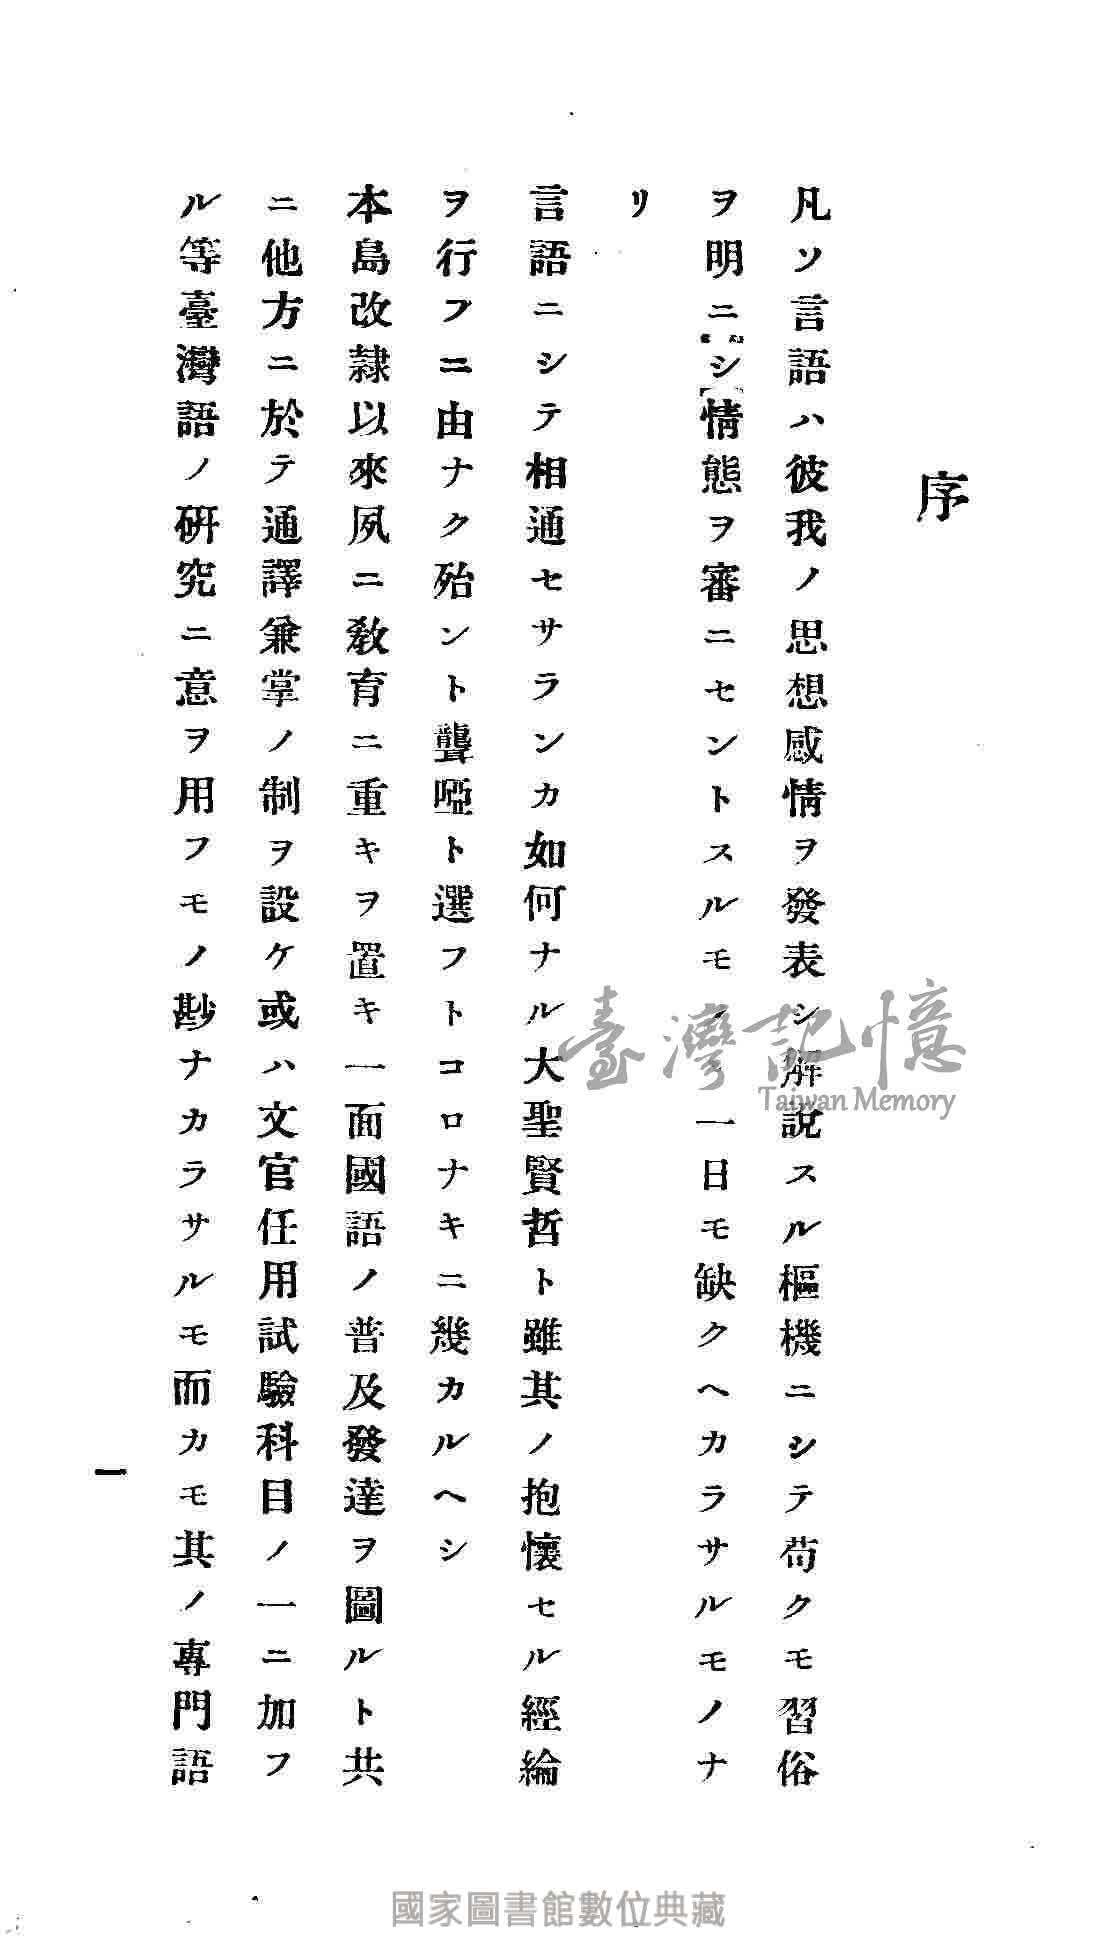 序
凡ソ言語ハ彼我ノ思想感情ヲ發表シ解説スル樞機ニシテ苟クモ習俗
ヲ明ニシ情態ヲ審ニセントスルモノハ一日モ缺クヘカラサルモノナ
リ
言語ニシテ相通セサランカ如何ナル大聖賢哲ト雖其ノ抱懷セル經綸
ヲ行フニ由ナク殆ント聾啞ト選フトコロナキニ幾カルヘシ
本島改隷以來夙ニ敎育ニ重キヲ置キ一面國語ノ普及發達ヲ圖ルト共
ニ他方ニ於テ通譯兼掌ノ制ヲ設ケ或ハ文官任用試驗科目ノ一ニ加フ
ル等臺灣語ノ硏究ニ意ヲ用フモノ尠ナカラサルモ而カモ其ノ專門語
一
臺灣記憶
Taiwan Memory
國家圖書館數位典藏